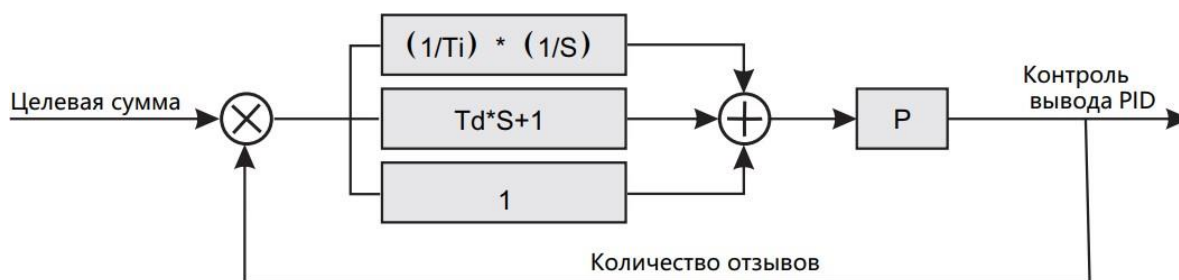 (1/Ti) * (1/S)
Целевая сумма
Td*S+1
P
Контроль
вывода PID
1
Количество отзывов